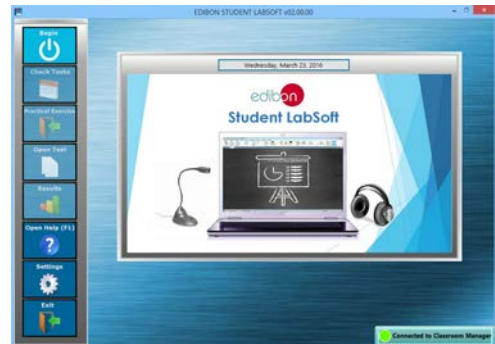 EDIBON STUDENT LABSOFT v02.00.00
Begin
Check Tasks
Practical Exercise
Open Test
Results
Open Help (F1)
Settings
Exit
Wednesday, March 23, 2016
edibon
Student LabSoft
Connected to Classroom Manager